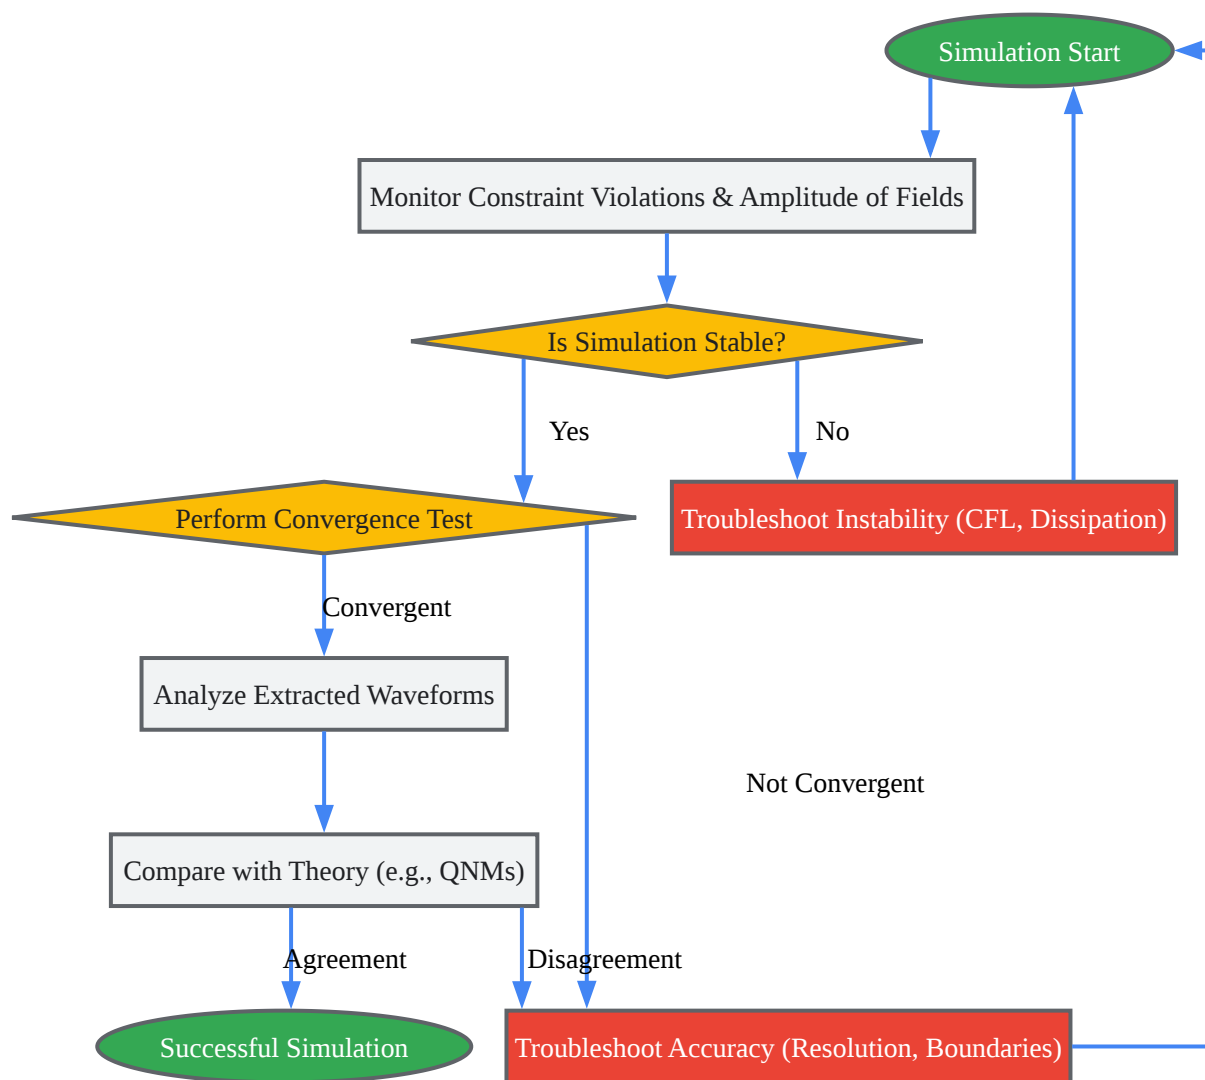 Simulation Start
Monitor Constraint Violations & Amplitude of Fields
Is Simulation Stable?
Yes
No
Perform Convergence Test
Troubleshoot Instability (CFL, Dissipation)
Convergent
Analyze Extracted Waveforms
Not Convergent
Compare with Theory (e.g., QNMs)
Agreement
Disagreement
Successful Simulation
Troubleshoot Accuracy (Resolution, Boundaries)